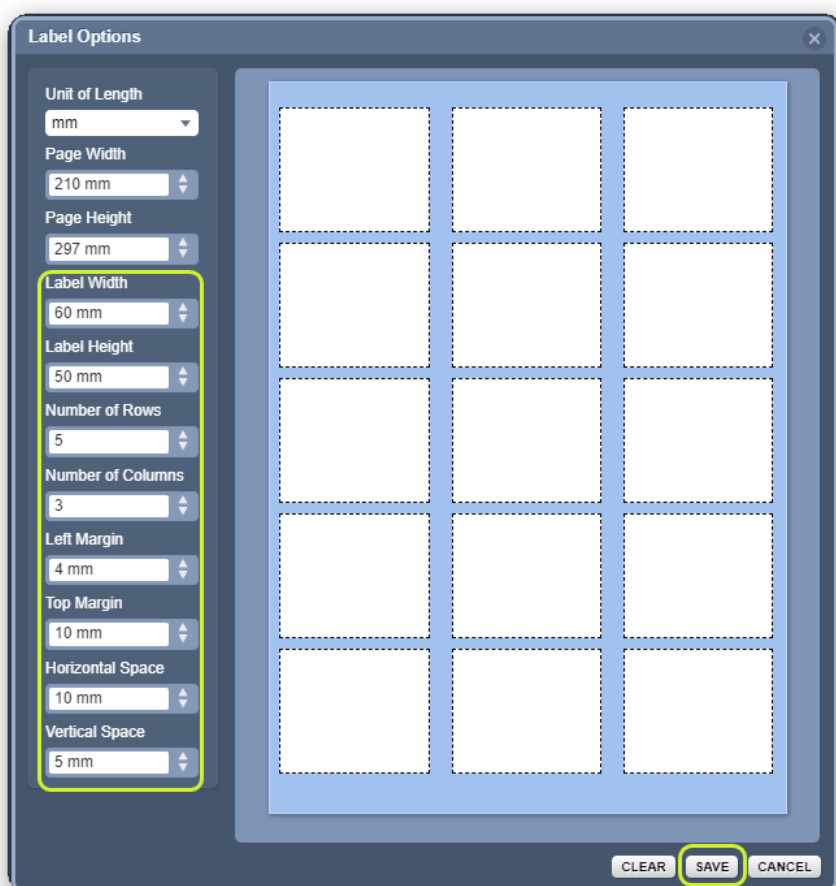 Label Options
Unit of Length
mm
Page Width
210 mm
Page Height
297 mm
Label Width
60 mm
Label Height
50 mm
Number of Rows
5
Number of Columns
3
Left Margin
4 mm
Top Margin
10 mm
Horizontal Space
10 mm
Vertical Space
5 mm
CLEAR SAVE CANCEL